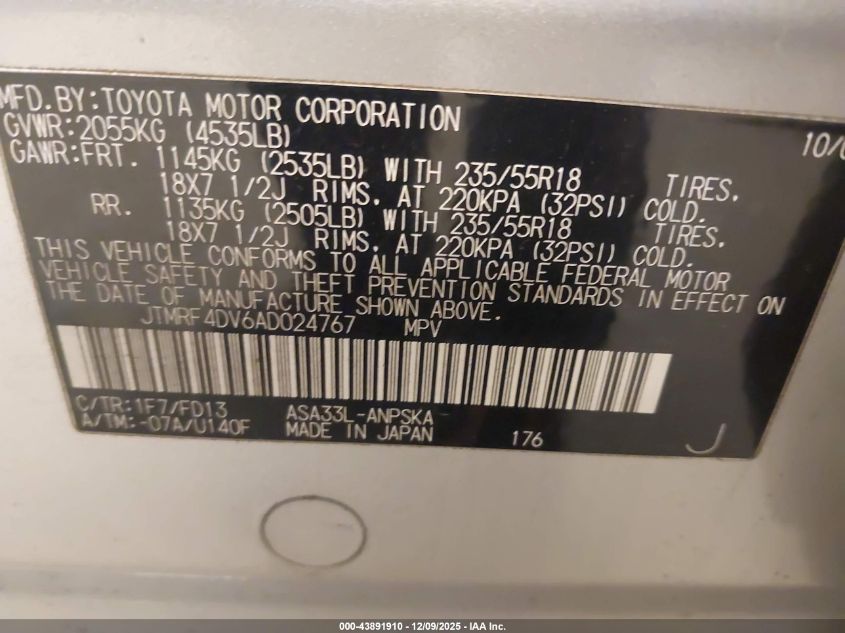 MFD.BY:TOYOTA MOTOR CORPORATION 10/0
GVWR:2055KG (4535LB)
GAWR:FRT. 1145KG (2535LB) WITH 235/55R18 TIRES,
18X7 1/2J RIMS, AT 220KPA (32PSI) COLD.
RR. 1135KG (2505LB) WITH 235/55R18 TIRES,
18X7 1/2J RIMS, AT 220KPA (32PSI) COLD.
THIS VEHICLE CONFORMS TO ALL APPLICABLE FEDERAL MOTOR
VEHICLE SAFETY AND THEFT PREVENTION STANDARDS IN EFFECT ON
THE DATE OF MANUFACTURE SHOWN ABOVE.
JTMRF4DV6AD024767 MPV
C/TR:1F7/FD13 ASA33L-ANPSKA
A/TM:-07A/U140F MADE IN JAPAN 176 J
000-43891910 - 12/09/2025 - IAA Inc.